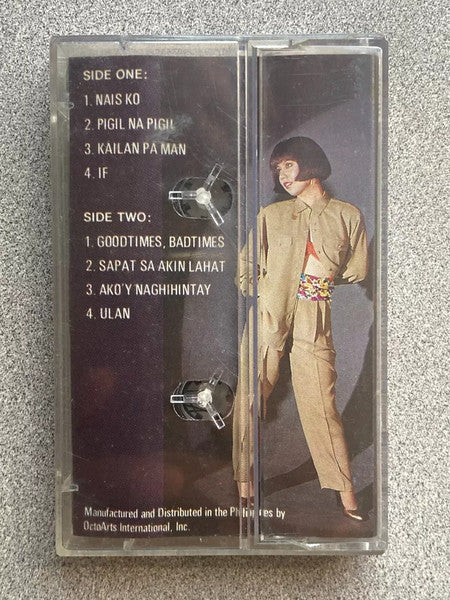 SIDE ONE:
1. NAIS KO
2. PIGIL NA PIGIL
3. KAILAN PA MAN
4. IF
SIDE TWO:
1. GOODTIMES, BADTIMES
2. SAPAT SA AKIN LAHAT
3. AKO'Y NAGHIHINTAY
4. ULAN
Manufactured and Distributed in the Philippines by
OctoArts International, Inc.